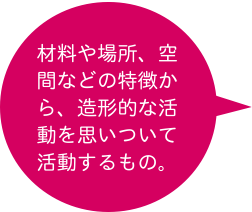 材料や場所、空
間などの特徴か
ら、造形的な活
動を思いついて
活動するもの。